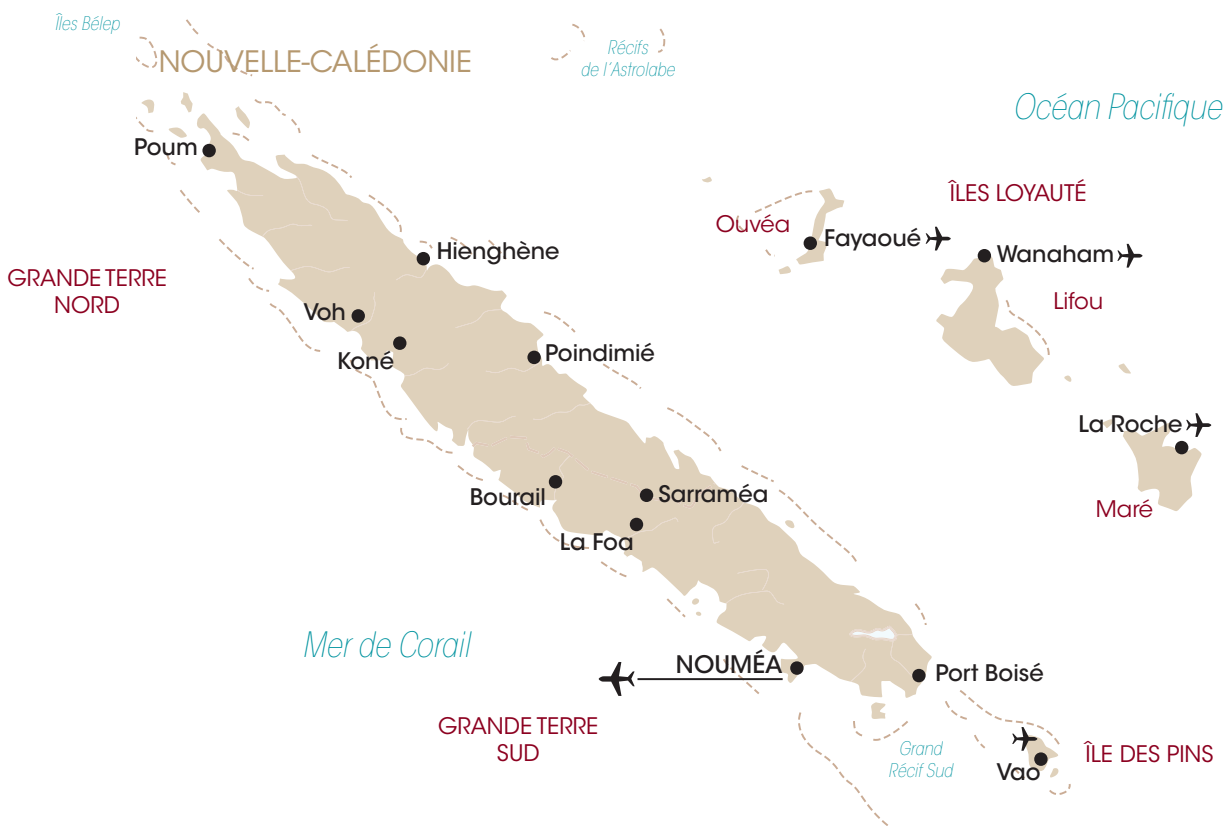 Îles Bélep
NOUVELLE-CALÉDONIE
Récifs
de l'Astrolabe
Océan Pacifique
Poum
ÎLES LOYAUTÉ
Ouvéa
Fayaoué
Wanaham
Hienghène
GRANDE TERRE
NORD
Lifou
Voh
Koné
Poindimié
La Roche
Bourail
Sarraméa
Maré
La Foa
Mer de Corail
NOUMÉA
Port Boisé
GRANDE TERRE
SUD
Grand
Récif Sud
ÎLE DES PINS
Vao